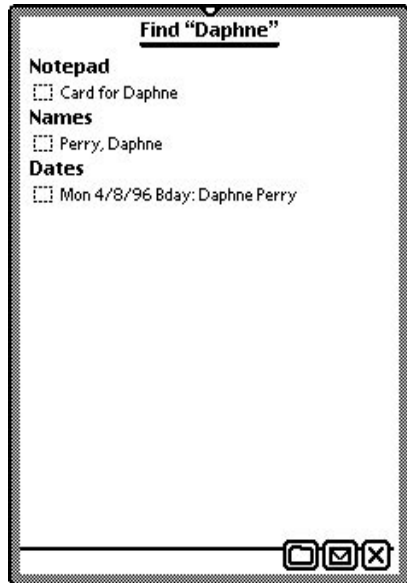 Find “Daphne”
Notepad
Card for Daphne
Names
Perry, Daphne
Dates
Mon 4/8/96 Bday: Daphne Perry